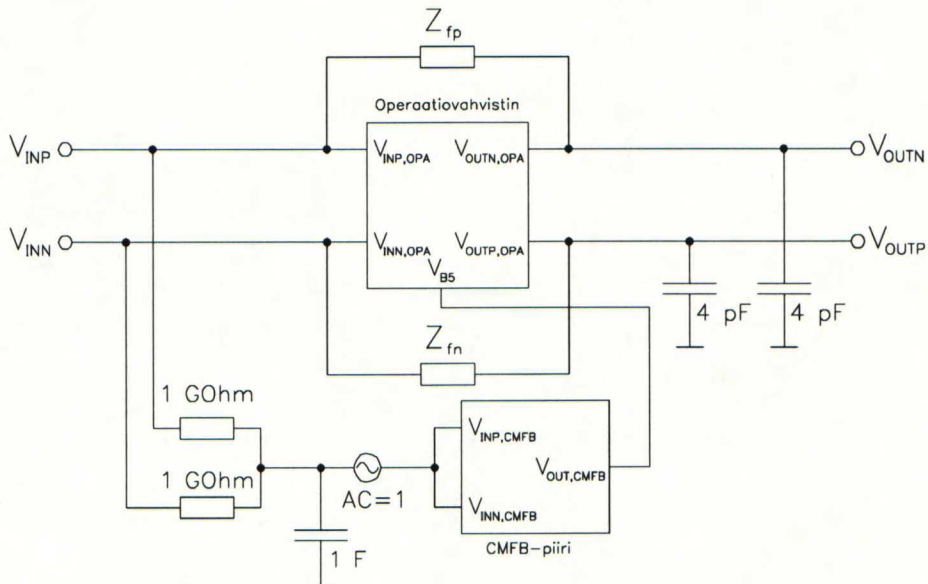 Z_fp
Operaatiovahvistin
V_INP
V_INP,OPA
V_OUTN,OPA
V_OUTN
V_INN
V_INN,OPA
V_OUTP,OPA
V_OUTP
V_B5
4 pF
4 pF
Z_fn
1 GOhm
V_INP,CMFB
V_OUT,CMFB
1 GOhm
AC=1
V_INN,CMFB
1 F
CMFB-piiri